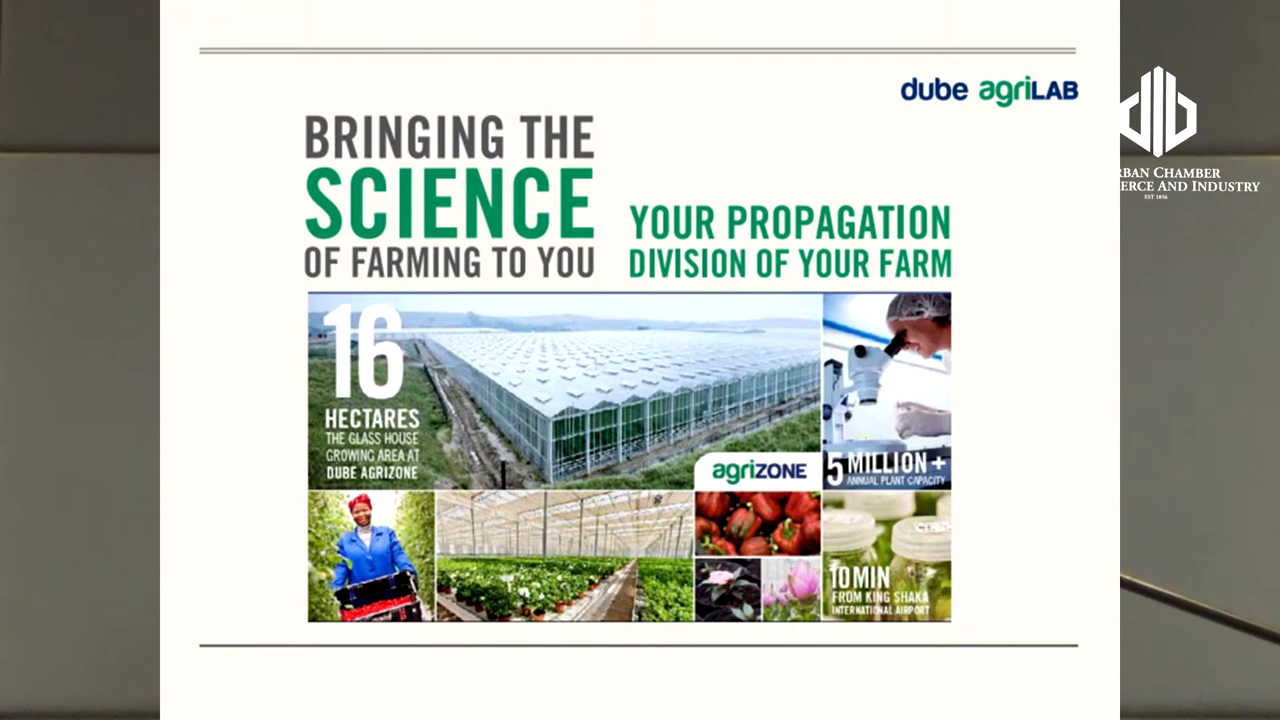 dube agriLAB
BRINGING THE
SCIENCE
OF FARMING TO YOU
YOUR PROPAGATION
DIVISION OF YOUR FARM
16
HECTARES
THE GLASS HOUSE
GROWING AREA AT
DUBE AGRIZONE
agriZONE
5 MILLION +
ANNUAL PLANT CAPACITY
10 MIN
FROM KING SHAKA
INTERNATIONAL AIRPORT
RBAN CHAMBER
ERCE AND INDUSTRY
EST 1856